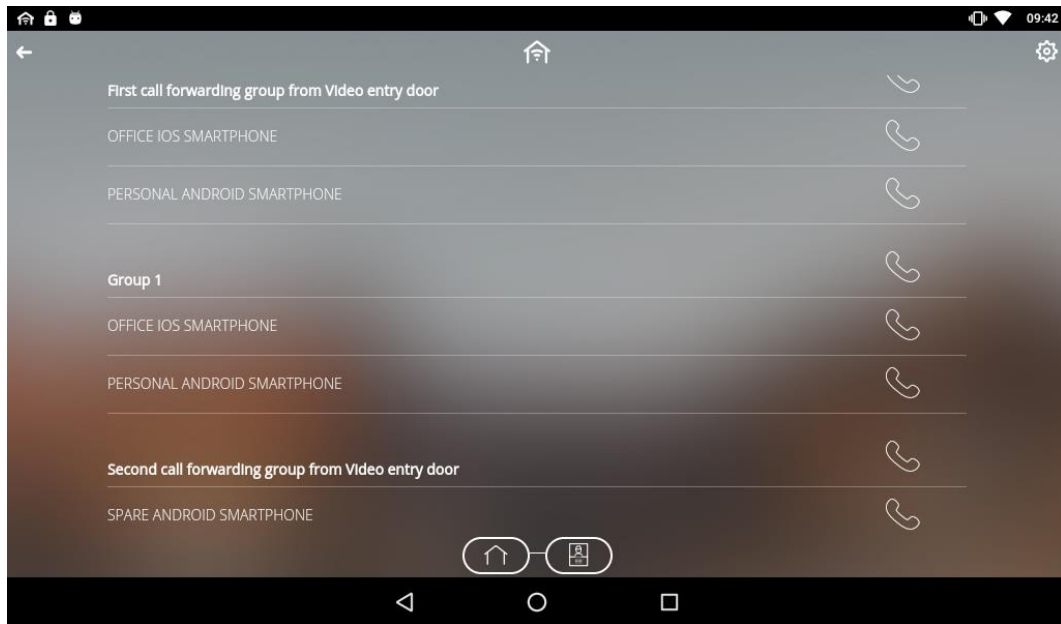 09:42
First call forwarding group from Video entry door
OFFICE IOS SMARTPHONE
PERSONAL ANDROID SMARTPHONE
Group 1
OFFICE IOS SMARTPHONE
PERSONAL ANDROID SMARTPHONE
Second call forwarding group from Video entry door
SPARE ANDROID SMARTPHONE